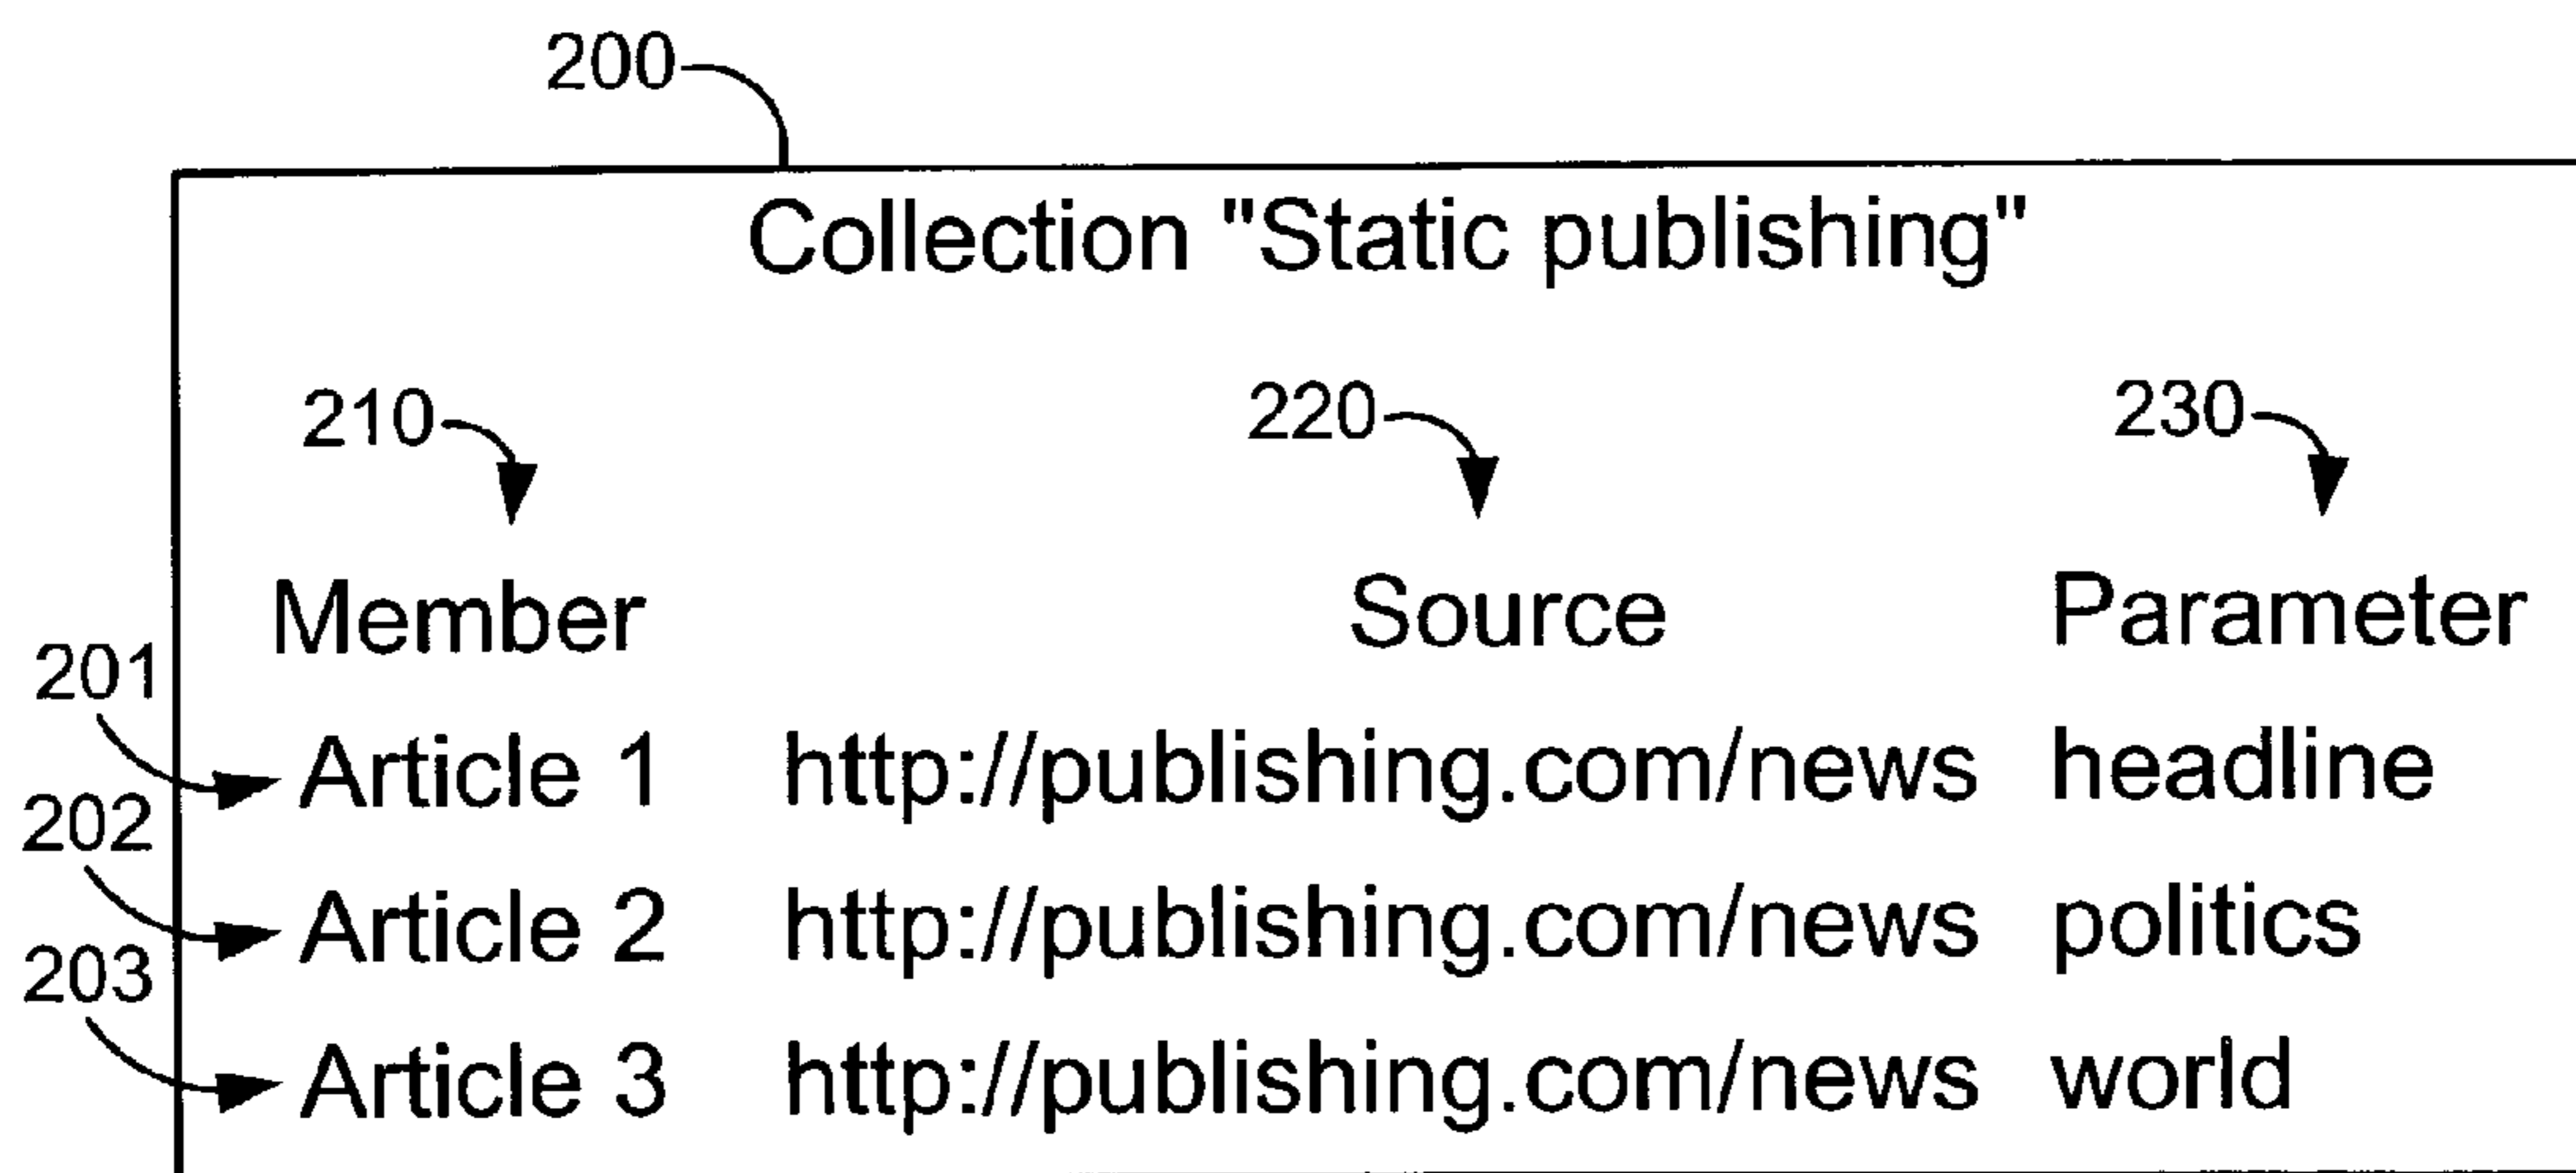 200
Collection "Static publishing"
210 220 230
Member Source Parameter
201
Article 1 http://publishing.com/news headline
202
Article 2 http://publishing.com/news politics
203
Article 3 http://publishing.com/news world